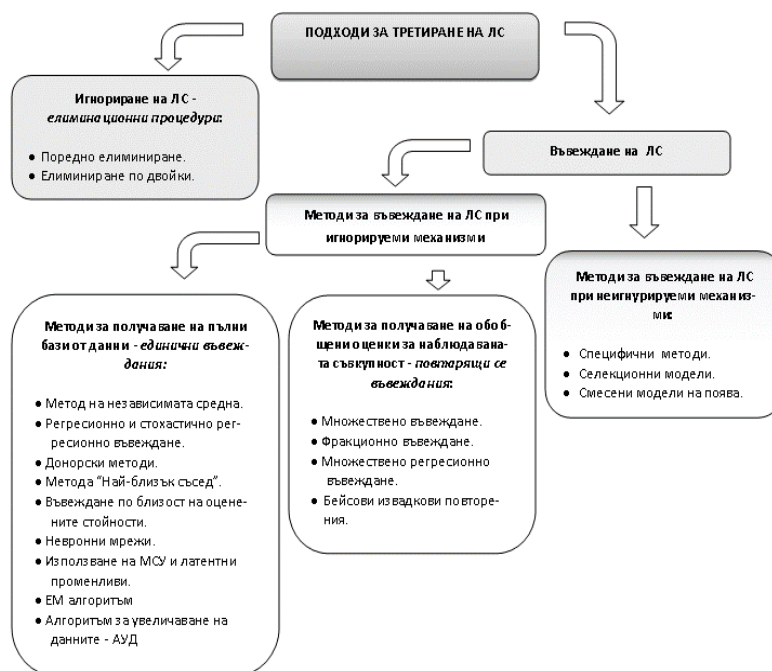 ПОДХОДИ ЗА ТРЕТИРАНЕ НА ЛС
Игнориране на ЛС -
елиминационни процедури:
● Поредно елиминиране.
● Елиминиране по двойки.
Въвеждане на ЛС
Методи за въвеждане на ЛС при
игнорируеми механизми
Методи за въвеждане на ЛС
при неигнурируеми механиз-
ми:
● Специфични методи.
● Селекционни модели.
● Смесени модели на поява.
Методи за получаване на пълни
бази от данни - единични въвеж-
дания:
● Метод на независимата средна.
● Регресионно и стохастично рег-
ресионно въвеждане.
● Донорски методи.
● Метода "Най-близък съсед".
● Въвеждане по близост на оцене-
ните стойности.
● Невронни мрежи.
● Използване на МСУ и латентни
променливи.
● ЕМ алгоритъм
● Алгоритъм за увеличаване на
данните - АУД
Методи за получаване на обоб-
щени оценки за наблюдавана-
та съвкупност - повтарящи се
въвеждания:
● Множествено въвеждане.
● Фракционно въвеждане.
● Множествено регресионно
въвеждане.
● Бейсови извадкови повторе-
ния.